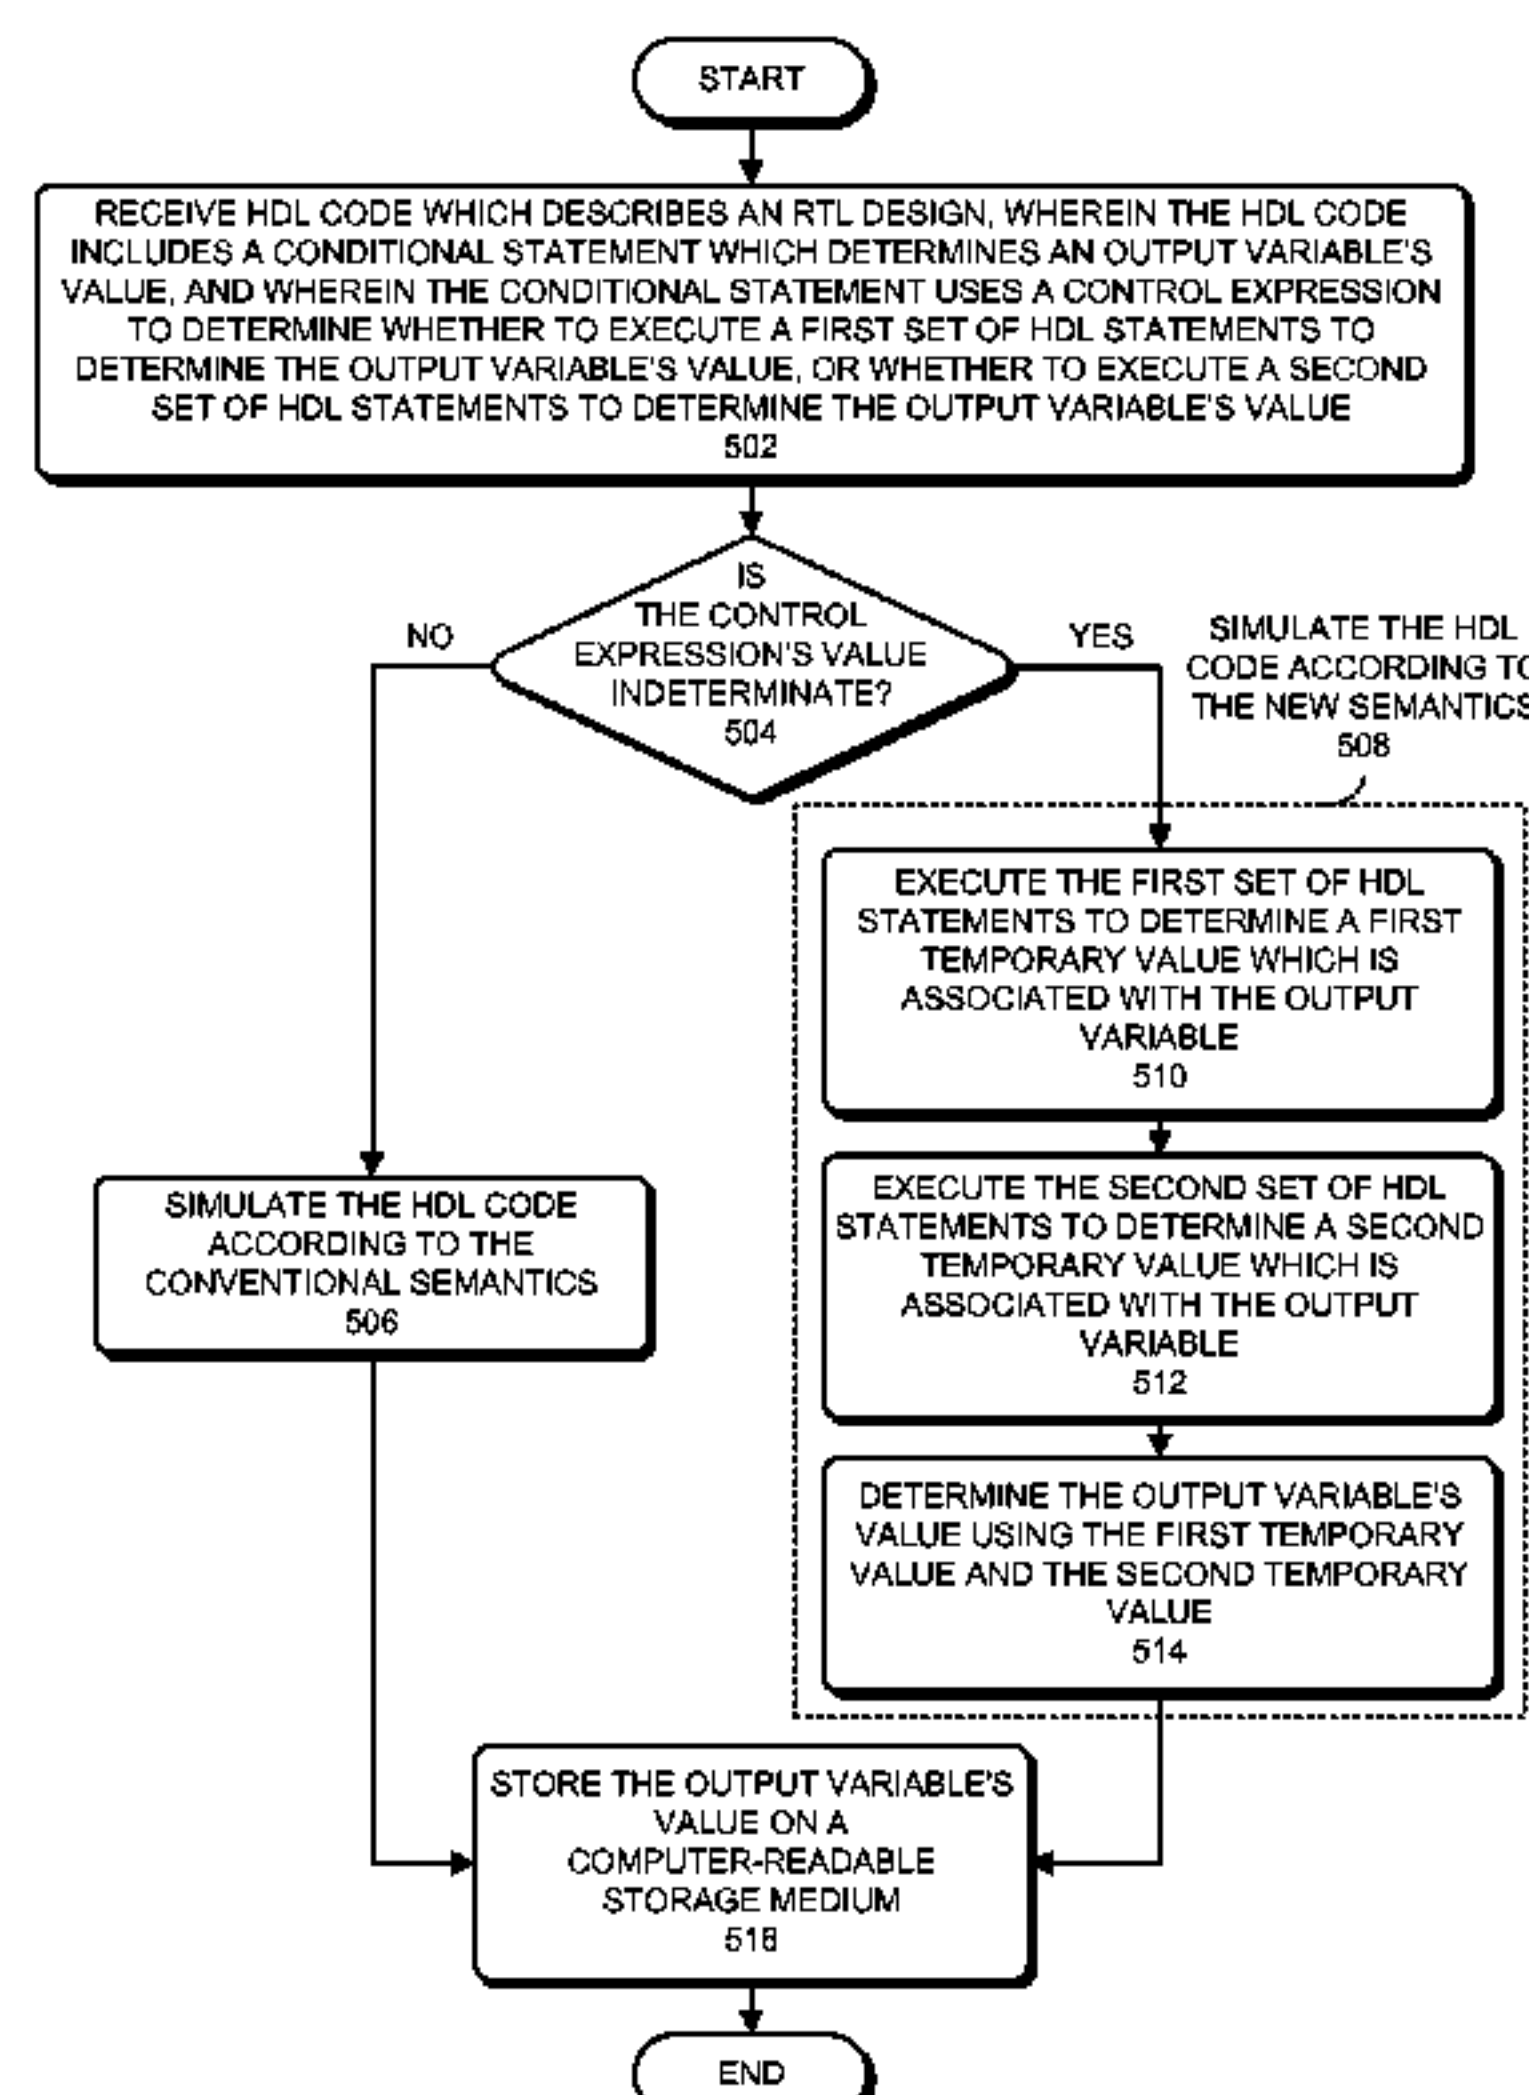 START
RECEIVE HDL CODE WHICH DESCRIBES AN RTL DESIGN, WHEREIN THE HDL CODE
INCLUDES A CONDITIONAL STATEMENT WHICH DETERMINES AN OUTPUT VARIABLE'S
VALUE, AND WHEREIN THE CONDITIONAL STATEMENT USES A CONTROL EXPRESSION
TO DETERMINE WHETHER TO EXECUTE A FIRST SET OF HDL STATEMENTS TO
DETERMINE THE OUTPUT VARIABLE'S VALUE, OR WHETHER TO EXECUTE A SECOND
SET OF HDL STATEMENTS TO DETERMINE THE OUTPUT VARIABLE'S VALUE
502
IS
THE CONTROL
EXPRESSION'S VALUE
INDETERMINATE?
504
NO
YES
SIMULATE THE HDL
CODE ACCORDING TO
THE NEW SEMANTICS
508
EXECUTE THE FIRST SET OF HDL
STATEMENTS TO DETERMINE A FIRST
TEMPORARY VALUE WHICH IS
ASSOCIATED WITH THE OUTPUT
VARIABLE
510
SIMULATE THE HDL CODE
ACCORDING TO THE
CONVENTIONAL SEMANTICS
506
EXECUTE THE SECOND SET OF HDL
STATEMENTS TO DETERMINE A SECOND
TEMPORARY VALUE WHICH IS
ASSOCIATED WITH THE OUTPUT
VARIABLE
512
DETERMINE THE OUTPUT VARIABLE'S
VALUE USING THE FIRST TEMPORARY
VALUE AND THE SECOND TEMPORARY
VALUE
514
STORE THE OUTPUT VARIABLE'S
VALUE ON A
COMPUTER-READABLE
STORAGE MEDIUM
516
END